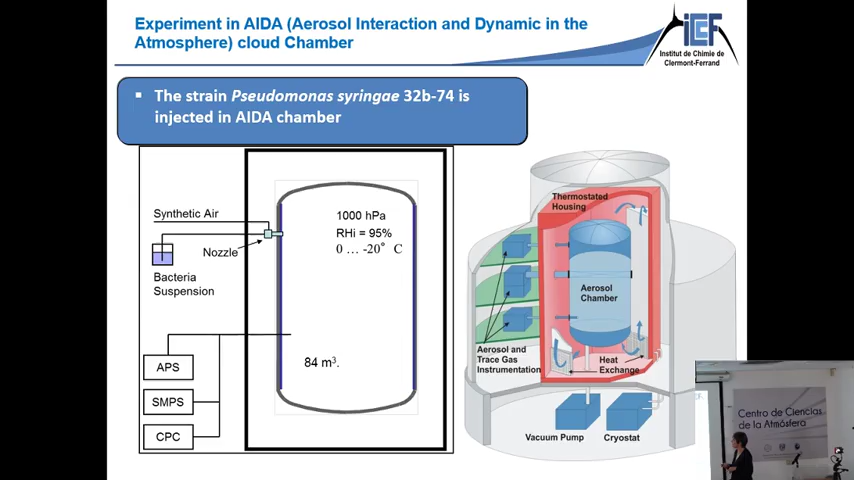 Experiment in AIDA (Aerosol Interaction and Dynamic in the
Atmosphere) cloud Chamber
iCCF
Institut de Chimie de
Clermont-Ferrand
▪ The strain Pseudomonas syringae 32b-74 is
injected in AIDA chamber
Synthetic Air
Nozzle
Bacteria
Suspension
1000 hPa
RHi = 95%
0 … -20° C
84 m³.
APS
SMPS
CPC
Thermostated
Housing
Aerosol
Chamber
Aerosol and
Trace Gas
Instrumentation
Heat
Exchange
Vacuum Pump
Cryostat
Centro de Ciencias
de la Atmósfera